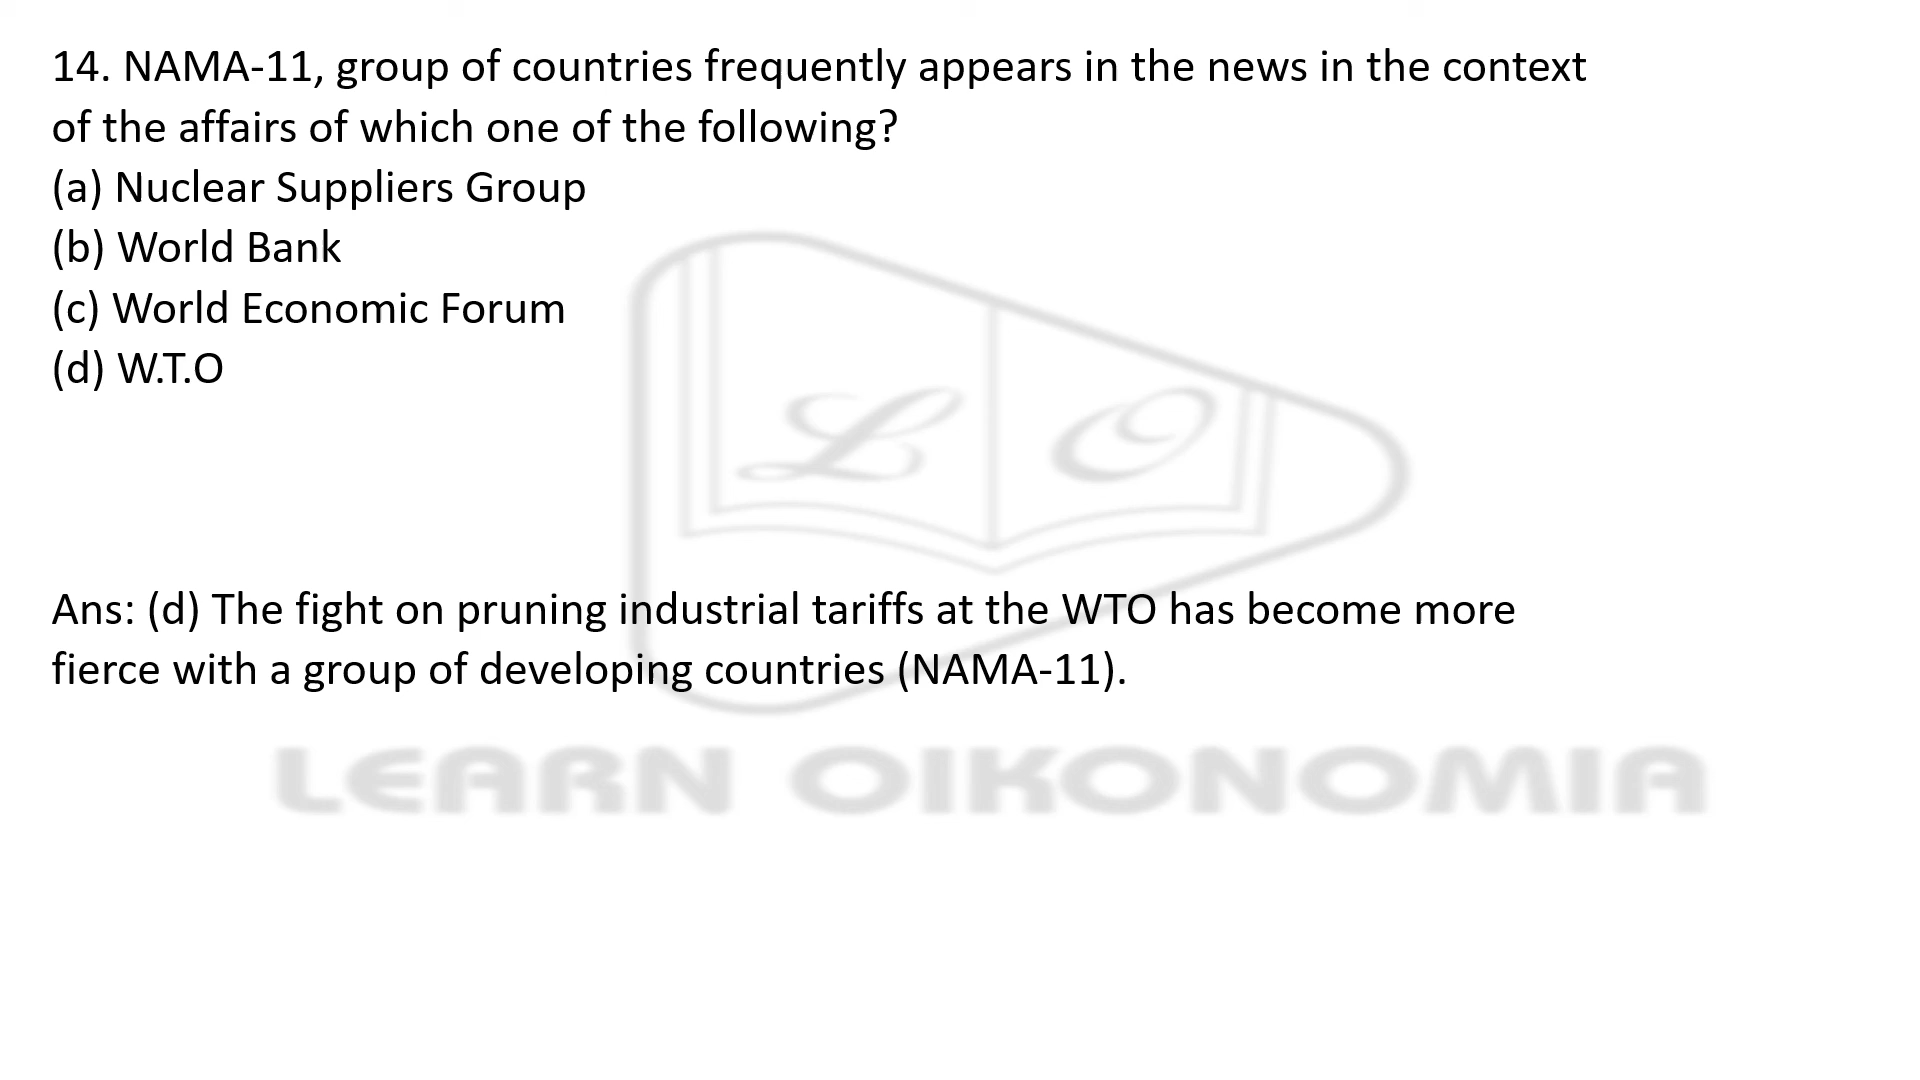 14. NAMA-11, group of countries frequently appears in the news in the context
of the affairs of which one of the following?
(a) Nuclear Suppliers Group
(b) World Bank
(c) World Economic Forum
(d) W.T.O
L O
Ans: (d) The fight on pruning industrial tariffs at the WTO has become more
fierce with a group of developing countries (NAMA-11).
LEARN OIKONOMIA